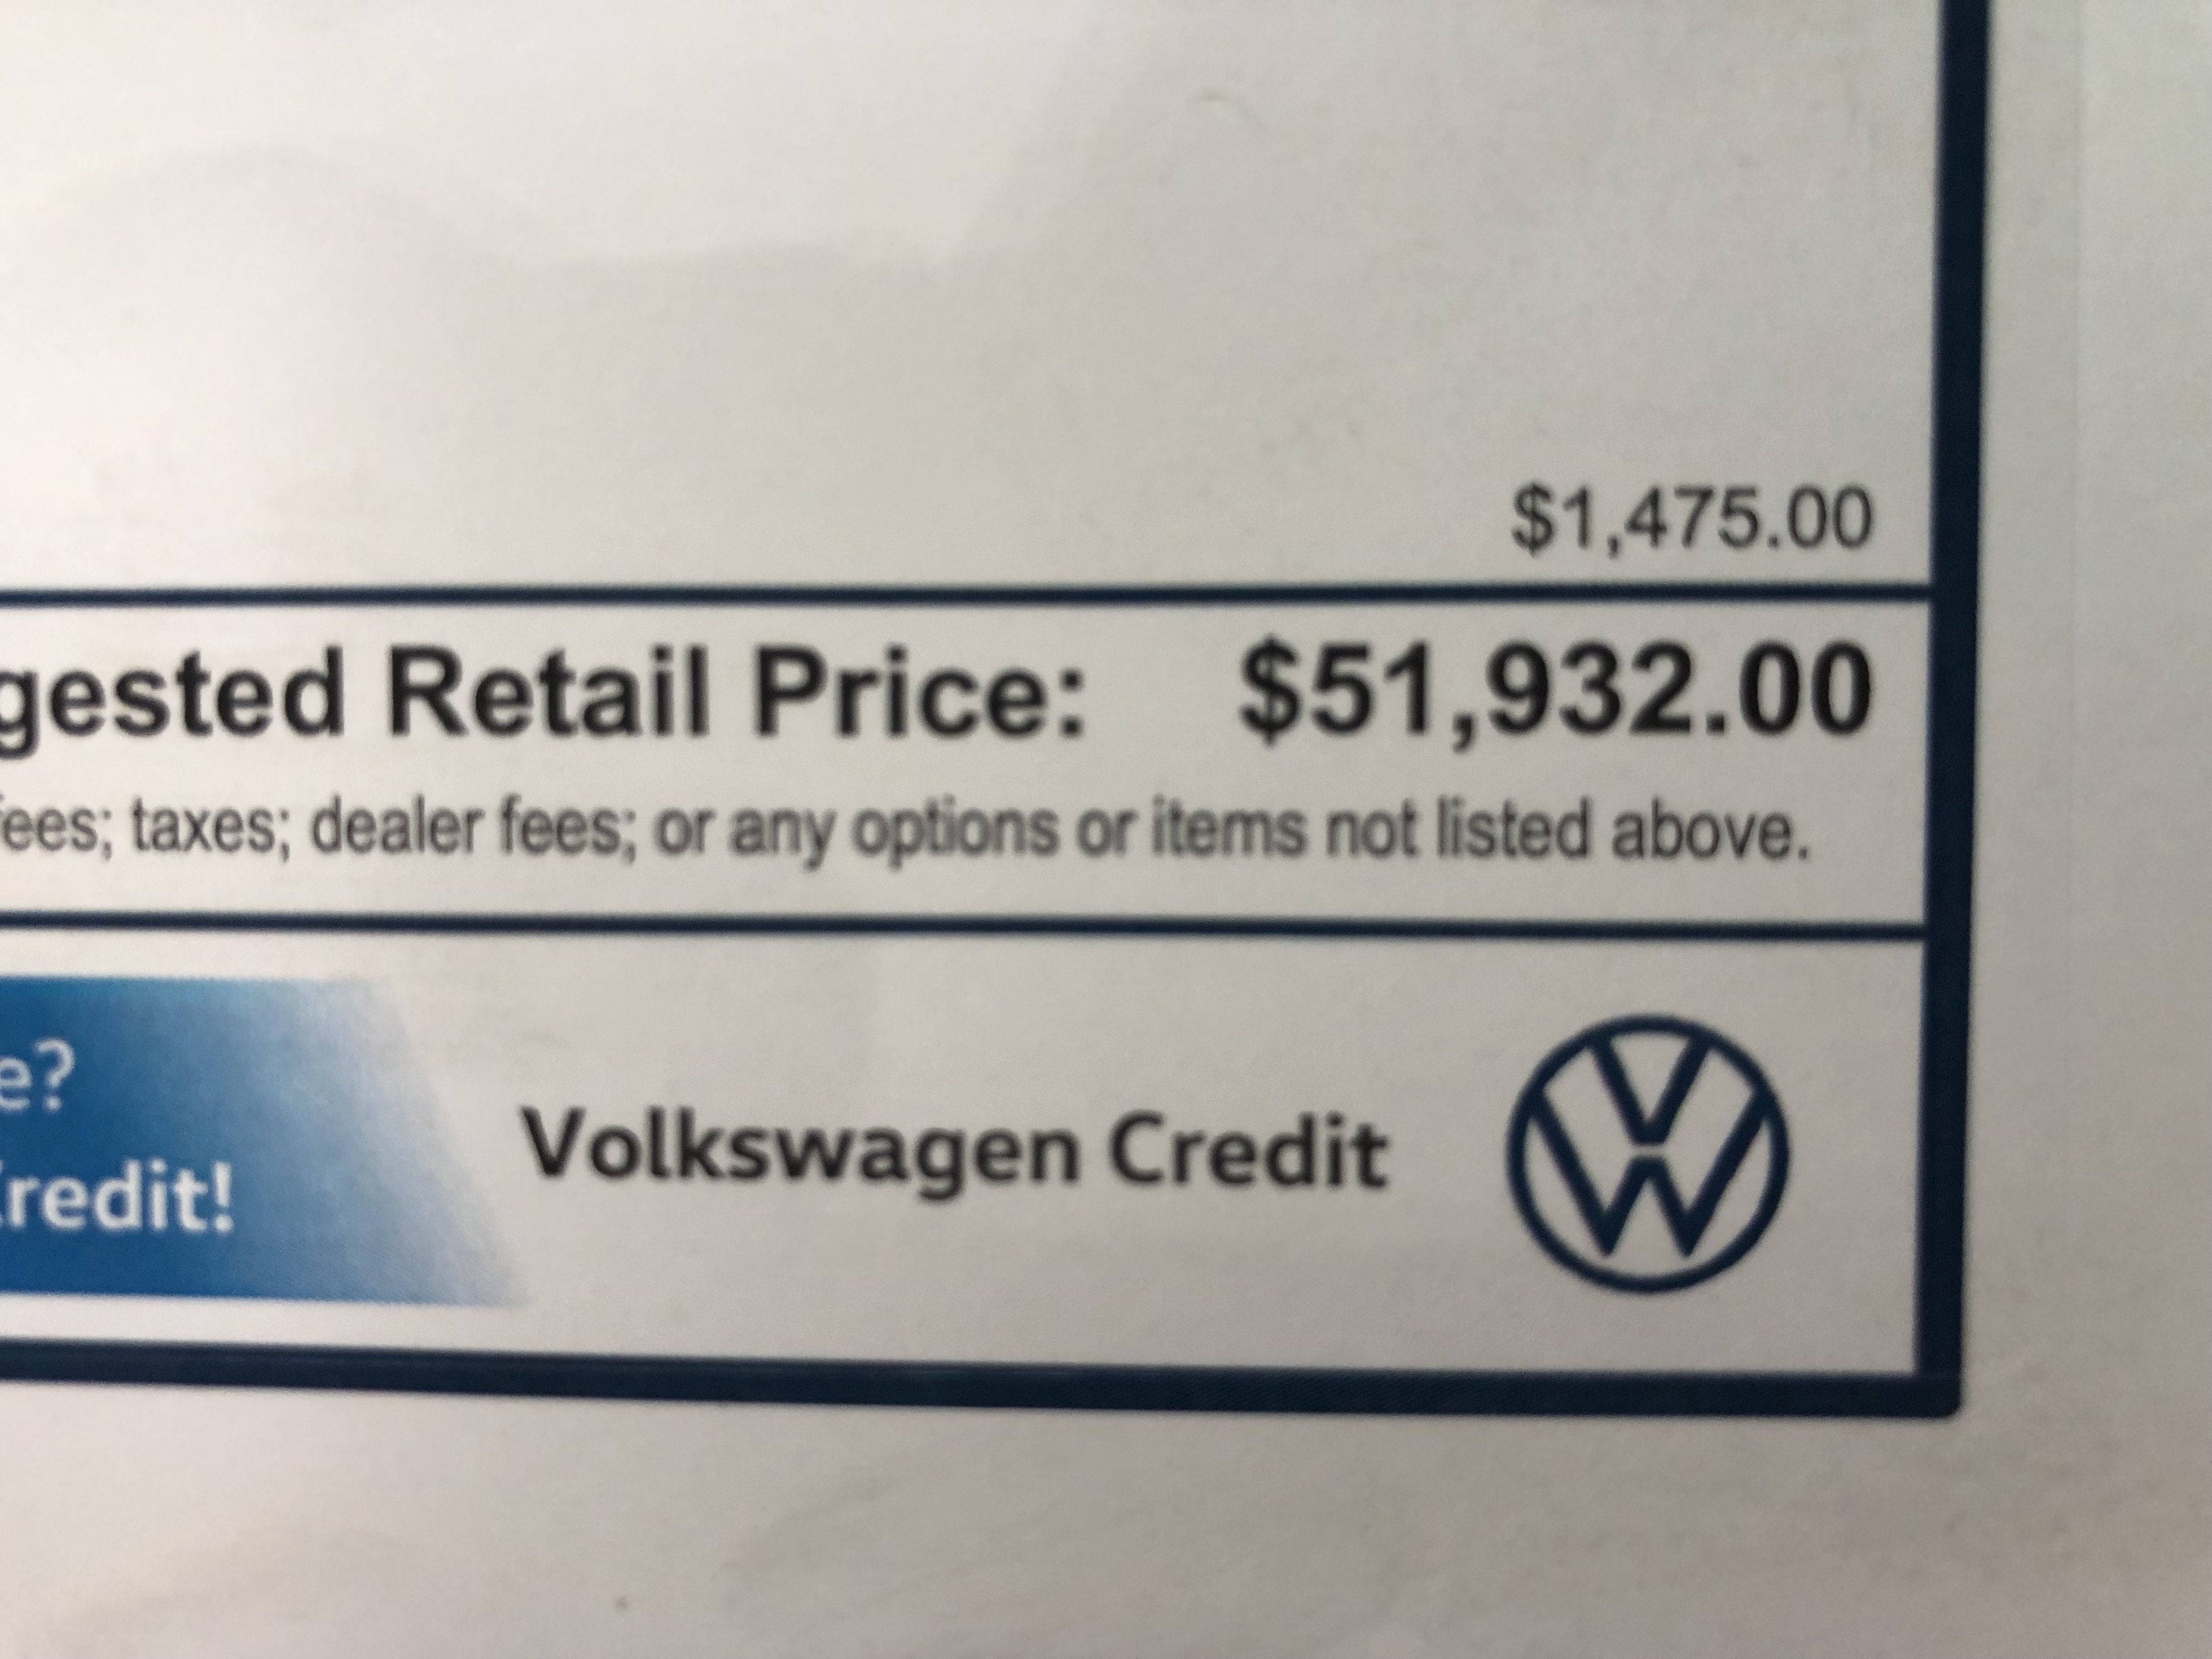 $1,475.00
gested Retail Price: $51,932.00
ees; taxes; dealer fees; or any options or items not listed above.
e?
redit!
Volkswagen Credit
VW